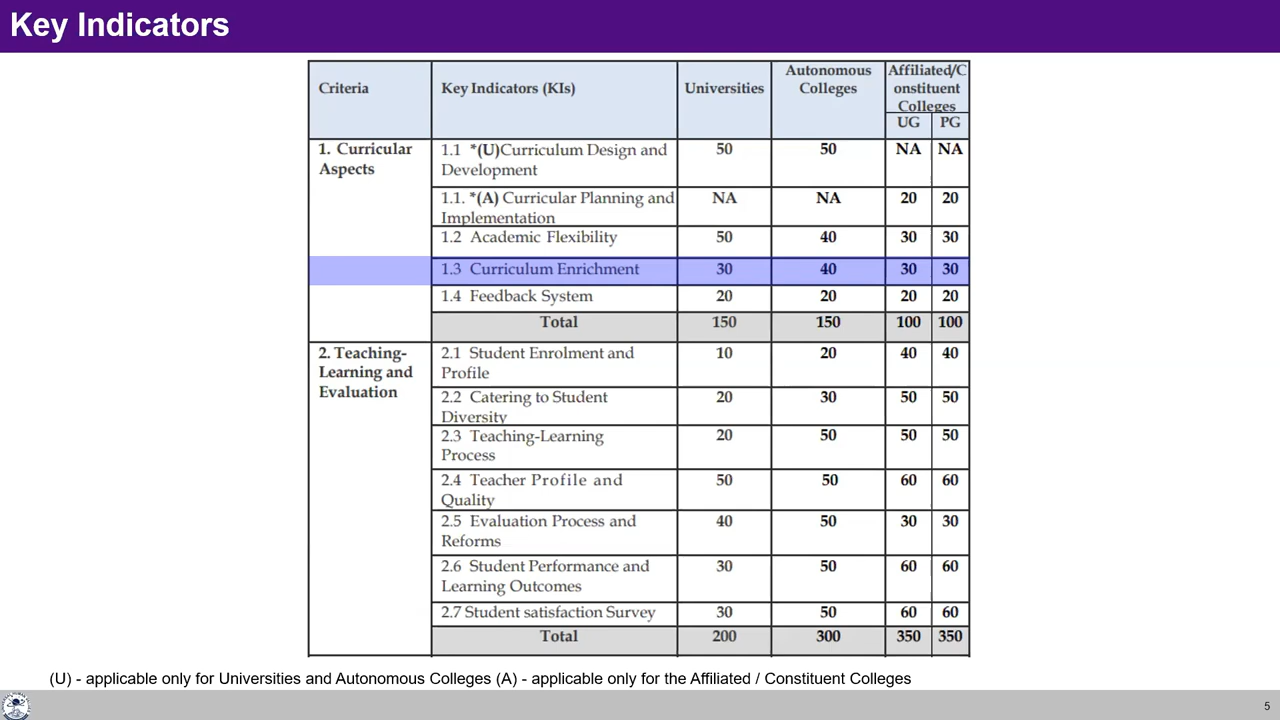 Key Indicators
Criteria Key Indicators (KIs) Universities Autonomous Colleges Affiliated/C onstituent Colleges
UG PG
1. Curricular Aspects 1.1 *(U)Curriculum Design and Development 50 50 NA NA
1.1. *(A) Curricular Planning and Implementation NA NA 20 20
1.2 Academic Flexibility 50 40 30 30
1.3 Curriculum Enrichment 30 40 30 30
1.4 Feedback System 20 20 20 20
Total 150 150 100 100
2. Teaching-Learning and Evaluation 2.1 Student Enrolment and Profile 10 20 40 40
2.2 Catering to Student Diversity 20 30 50 50
2.3 Teaching-Learning Process 20 50 50 50
2.4 Teacher Profile and Quality 50 50 60 60
2.5 Evaluation Process and Reforms 40 50 30 30
2.6 Student Performance and Learning Outcomes 30 50 60 60
2.7 Student satisfaction Survey 30 50 60 60
Total 200 300 350 350
(U) - applicable only for Universities and Autonomous Colleges (A) - applicable only for the Affiliated / Constituent Colleges
5